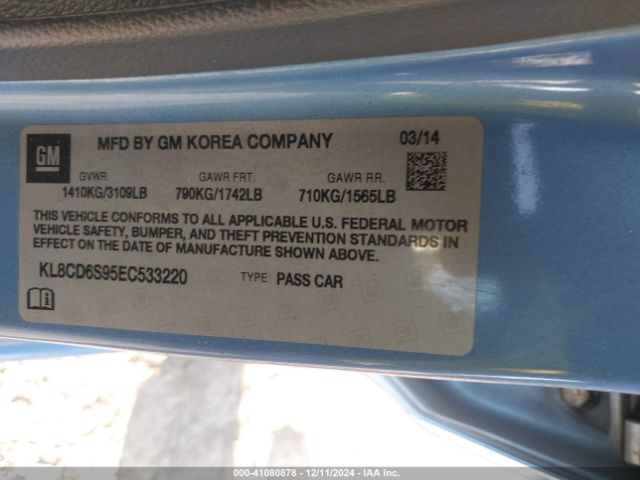 GM
MFD BY GM KOREA COMPANY 03/14
GVWR GAWR FRT. GAWR RR.
1410KG/3109LB 790KG/1742LB 710KG/1565LB
THIS VEHICLE CONFORMS TO ALL APPLICABLE U.S. FEDERAL MOTOR
VEHICLE SAFETY, BUMPER, AND THEFT PREVENTION STANDARDS IN
EFFECT ON THE DATE OF MANUFACTURE SHOWN ABOVE.
KL8CD6S95EC533220 TYPE: PASS CAR
000-41080878 - 12/11/2024 - IAA Inc.